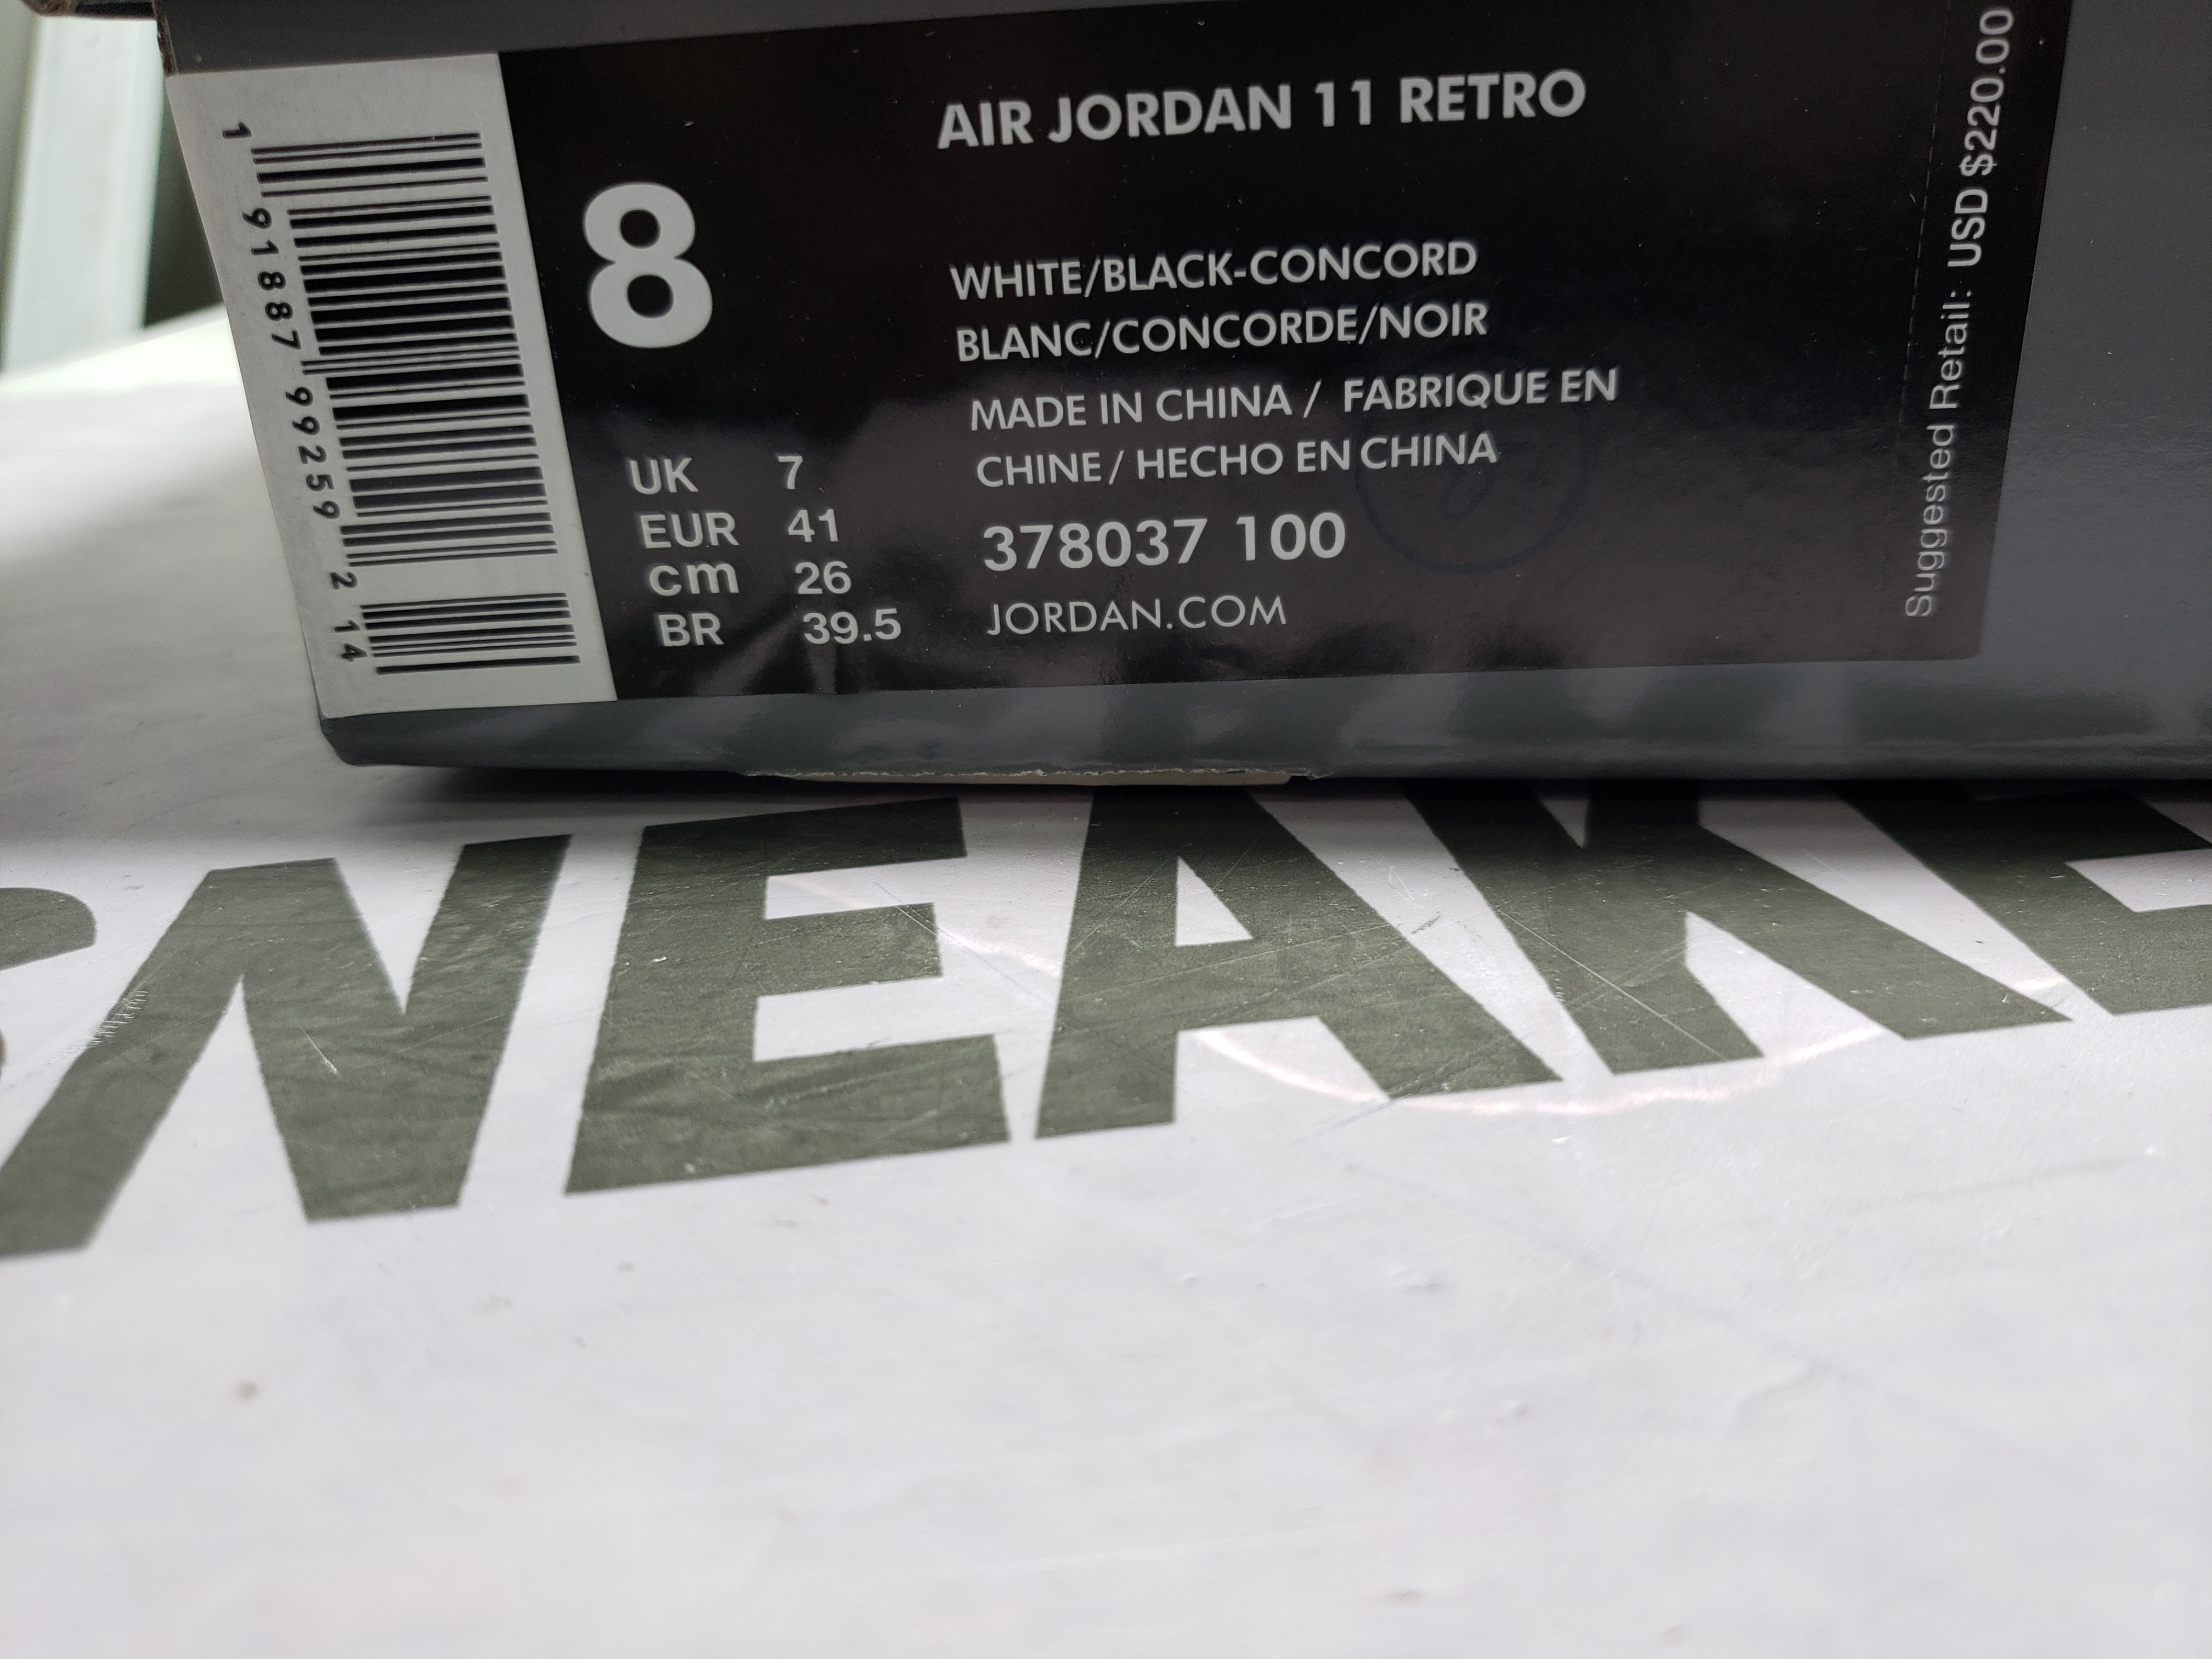 AIR JORDAN 11 RETRO
8
WHITE/BLACK-CONCORD
BLANC/CONCORDE/NOIR
MADE IN CHINA / FABRIQUE EN
CHINE / HECHO EN CHINA
UK 7
EUR 41
cm 26
BR 39.5
378037 100
JORDAN.COM
Suggested Retail: USD $220.00
1 91887 99259 2 14
SNEAKE